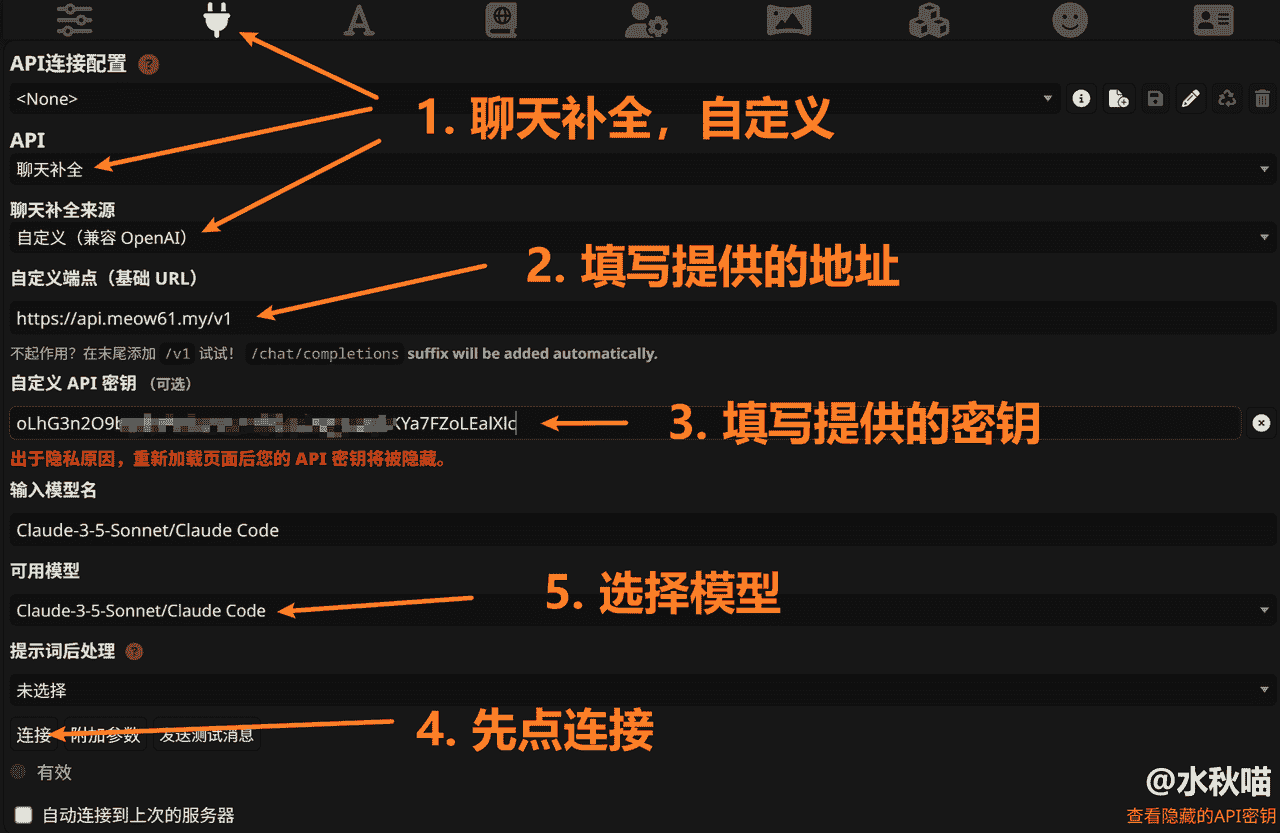 API连接配置
<None>
1. 聊天补全，自定义
API
聊天补全
聊天补全来源
自定义（兼容 OpenAI）
2. 填写提供的地址
自定义端点（基础 URL）
https://api.meow61.my/v1
不起作用？在末尾添加 /v1 试试！ /chat/completions suffix will be added automatically.
自定义 API 密钥 （可选）
3. 填写提供的密钥
出于隐私原因，重新加载页面后您的 API 密钥将被隐藏。
输入模型名
Claude-3-5-Sonnet/Claude Code
可用模型
5. 选择模型
Claude-3-5-Sonnet/Claude Code
提示词后处理
未选择
4. 先点连接
连接 附加参数 发送测试消息
有效
@水秋喵
自动连接到上次的服务器
查看隐藏的API密钥